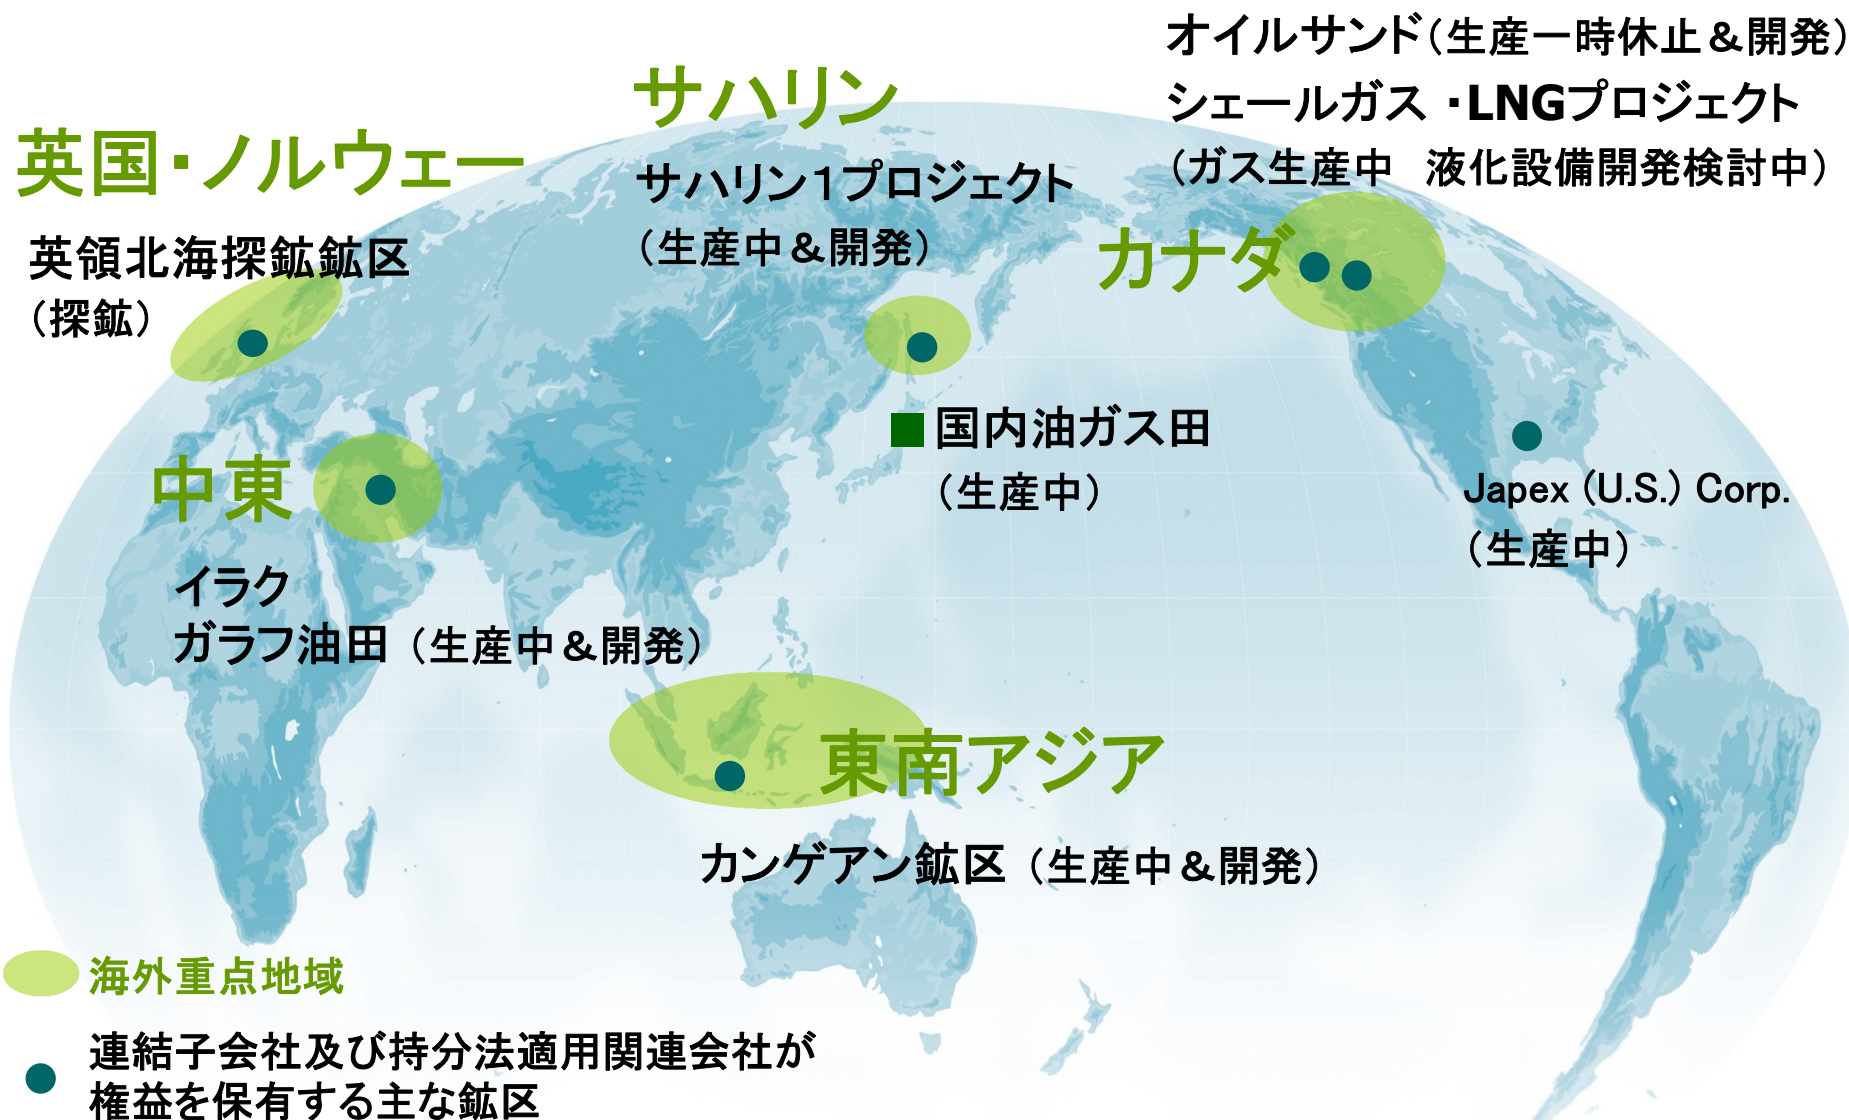 オイルサンド（生産一時休止＆開発）
シェールガス ・LNGプロジェクト
（ガス生産中　液化設備開発検討中）
サハリン
サハリン１プロジェクト
（生産中＆開発）
英国・ノルウェー
英領北海探鉱鉱区
（探鉱）
カナダ
国内油ガス田
（生産中）
中東
イラク
ガラフ油田（生産中＆開発）
Japex (U.S.) Corp.
（生産中）
東南アジア
カンゲアン鉱区（生産中＆開発）
海外重点地域
連結子会社及び持分法適用関連会社が
権益を保有する主な鉱区